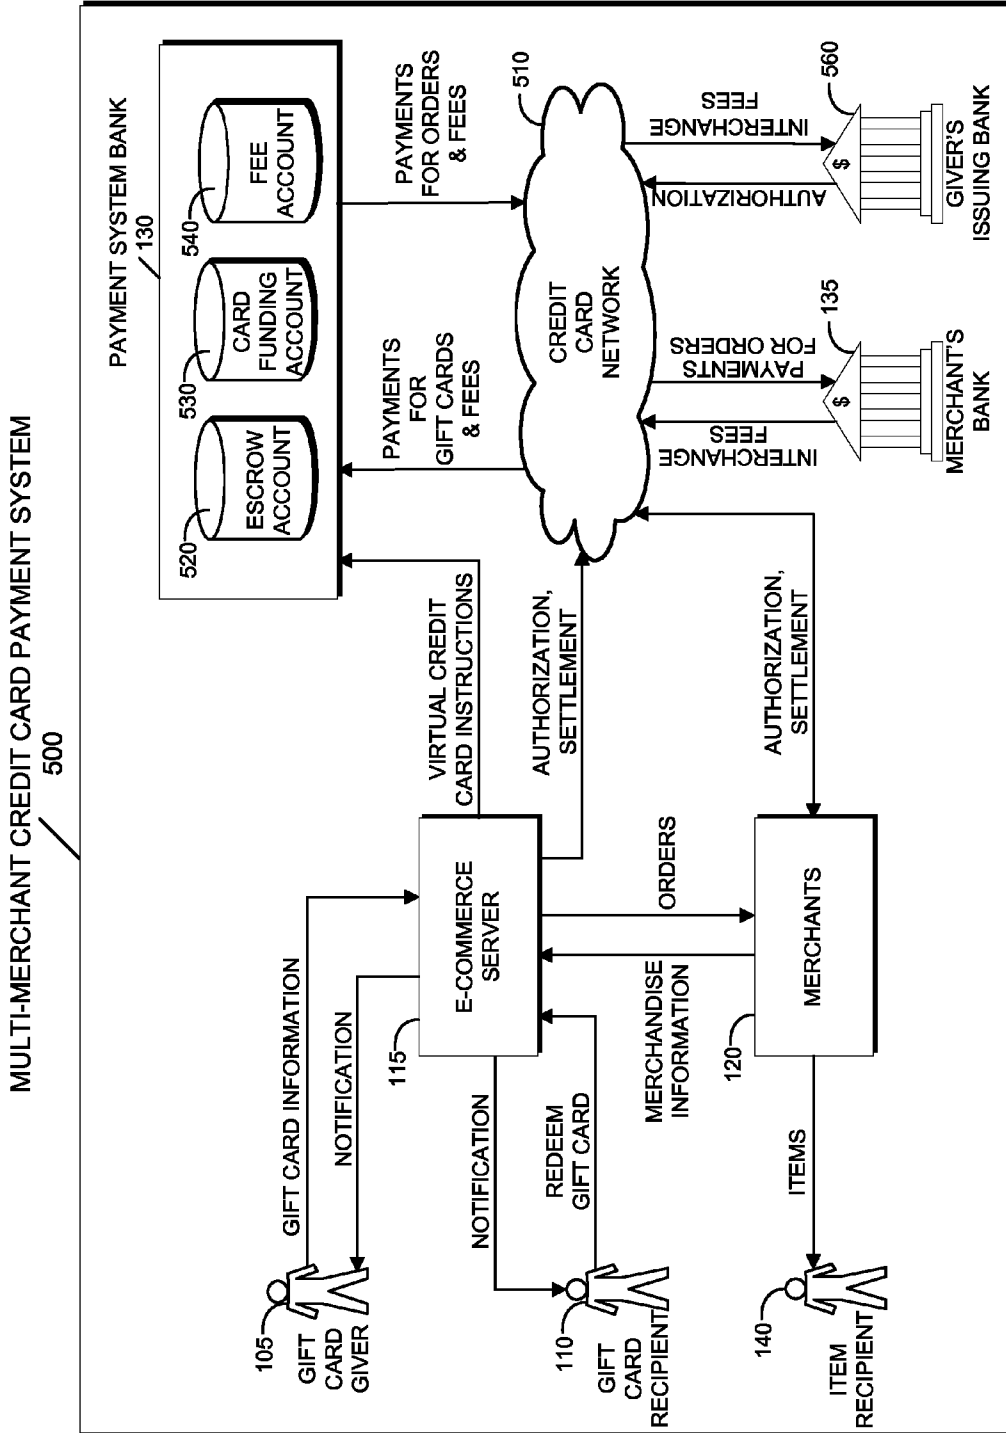 MULTI-MERCHANT CREDIT CARD PAYMENT SYSTEM
500
PAYMENT SYSTEM BANK
130
520
ESCROW
ACCOUNT
530
CARD
FUNDING
ACCOUNT
540
FEE
ACCOUNT
105
GIFT
CARD
GIVER
GIFT CARD INFORMATION
NOTIFICATION
115
E-COMMERCE
SERVER
VIRTUAL CREDIT
CARD INSTRUCTIONS
PAYMENTS
FOR
GIFT CARDS
& FEES
PAYMENTS
FOR ORDERS
& FEES
510
NOTIFICATION
110
GIFT
CARD
RECIPIENT
REDEEM
GIFT CARD
AUTHORIZATION,
SETTLEMENT
CREDIT
CARD
NETWORK
MERCHANDISE
INFORMATION
ORDERS
INTERCHANGE
FEES
PAYMENTS
FOR ORDERS
AUTHORIZATION
INTERCHANGE
FEES
120
MERCHANTS
AUTHORIZATION,
SETTLEMENT
140
ITEM
RECIPIENT
ITEMS
135
$
MERCHANT'S
BANK
560
$
GIVER'S
ISSUING BANK